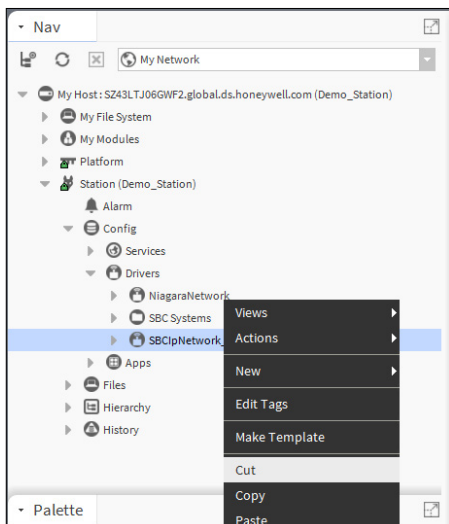 Nav
My Network
My Host : SZ43LTJ06GWF2.global.ds.honeywell.com (Demo_Station)
My File System
My Modules
Platform
Station (Demo_Station)
Alarm
Config
Services
Drivers
NiagaraNetwork
SBC Systems
SBCIpNetwork_
Apps
Files
Hierarchy
History
Views
Actions
New
Edit Tags
Make Template
Cut
Copy
Paste
Palette